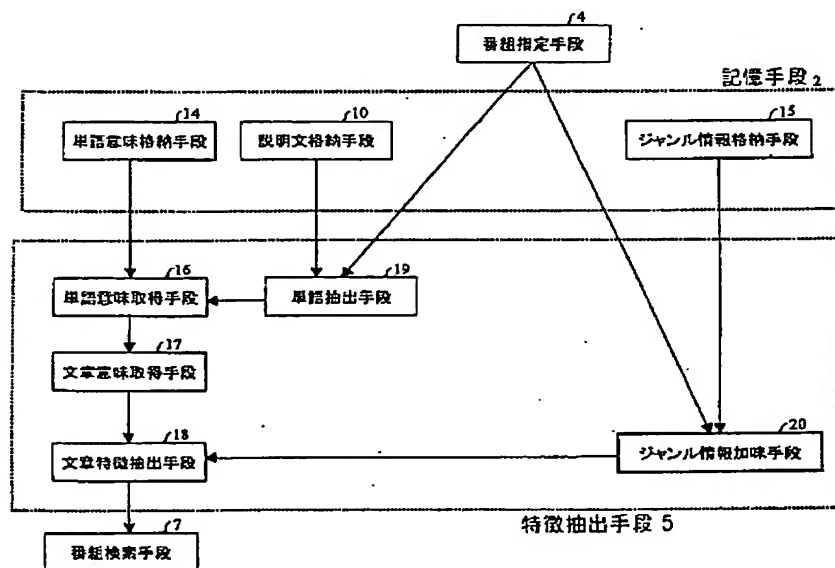 4
番組指定手段
記憶手段 2
14
単語意味格納手段
10
説明文格納手段
15
ジャンル情報格納手段
16
単語意味取得手段
19
単語抽出手段
17
文章意味取得手段
18
文章特徴抽出手段
20
ジャンル情報加味手段
特徴抽出手段 5
7
番組検索手段